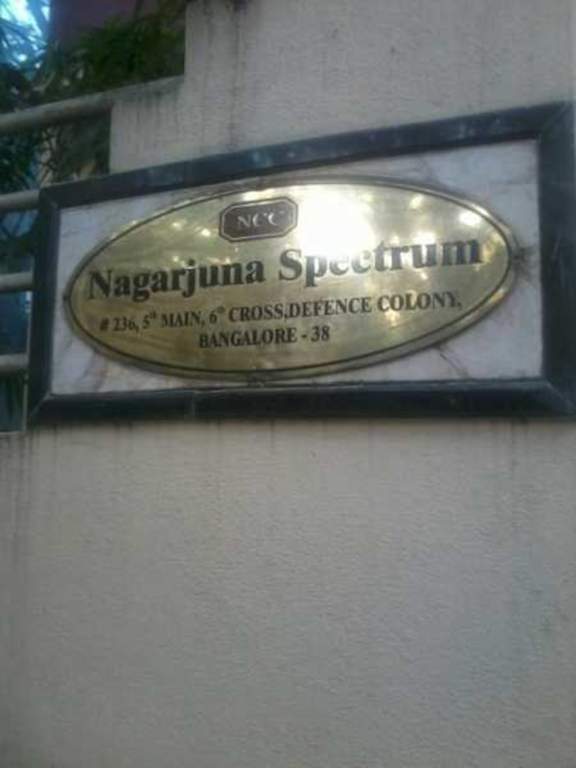 NCC
Nagarjuna Spectrum
# 236, 5th MAIN, 6th CROSS,DEFENCE COLONY,
BANGALORE - 38